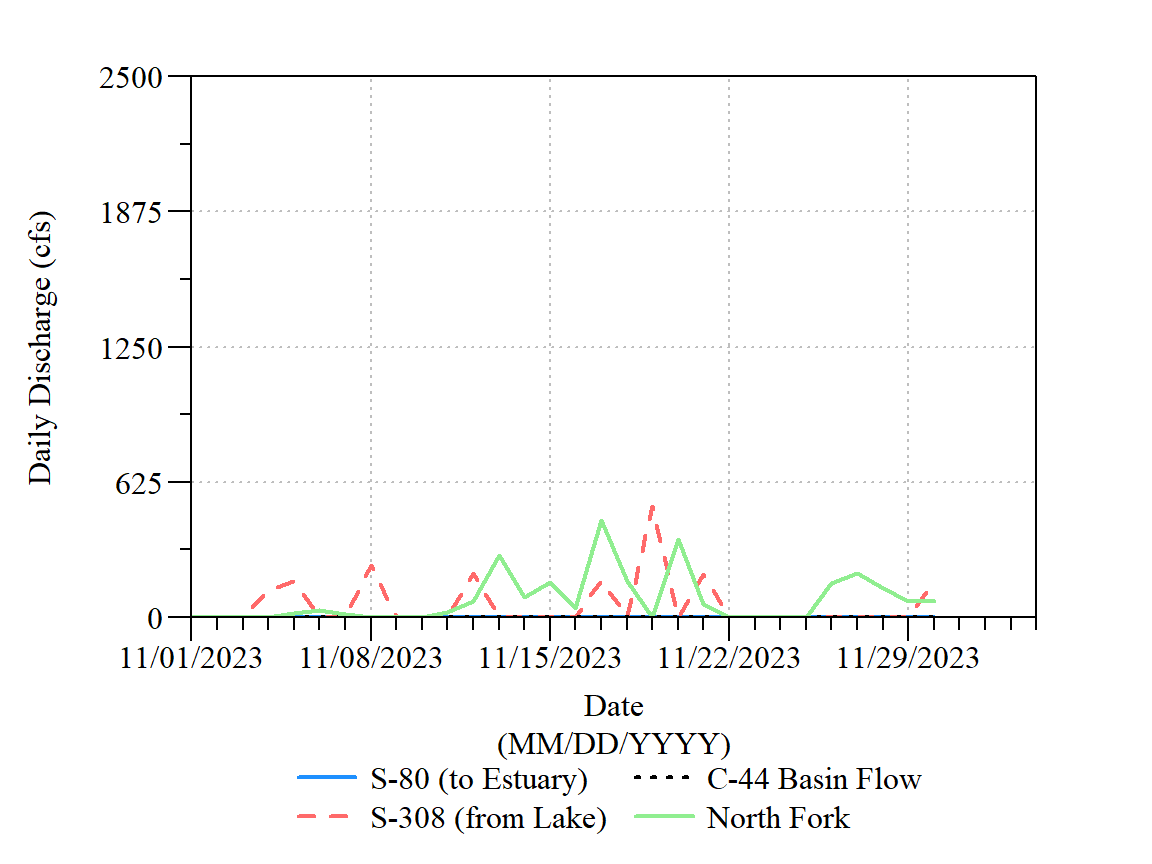 2500
1875
1250
625
0
Daily Discharge (cfs)
11/01/2023 11/08/2023 11/15/2023 11/22/2023 11/29/2023
Date
(MM/DD/YYYY)
S-80 (to Estuary) C-44 Basin Flow
S-308 (from Lake) North Fork